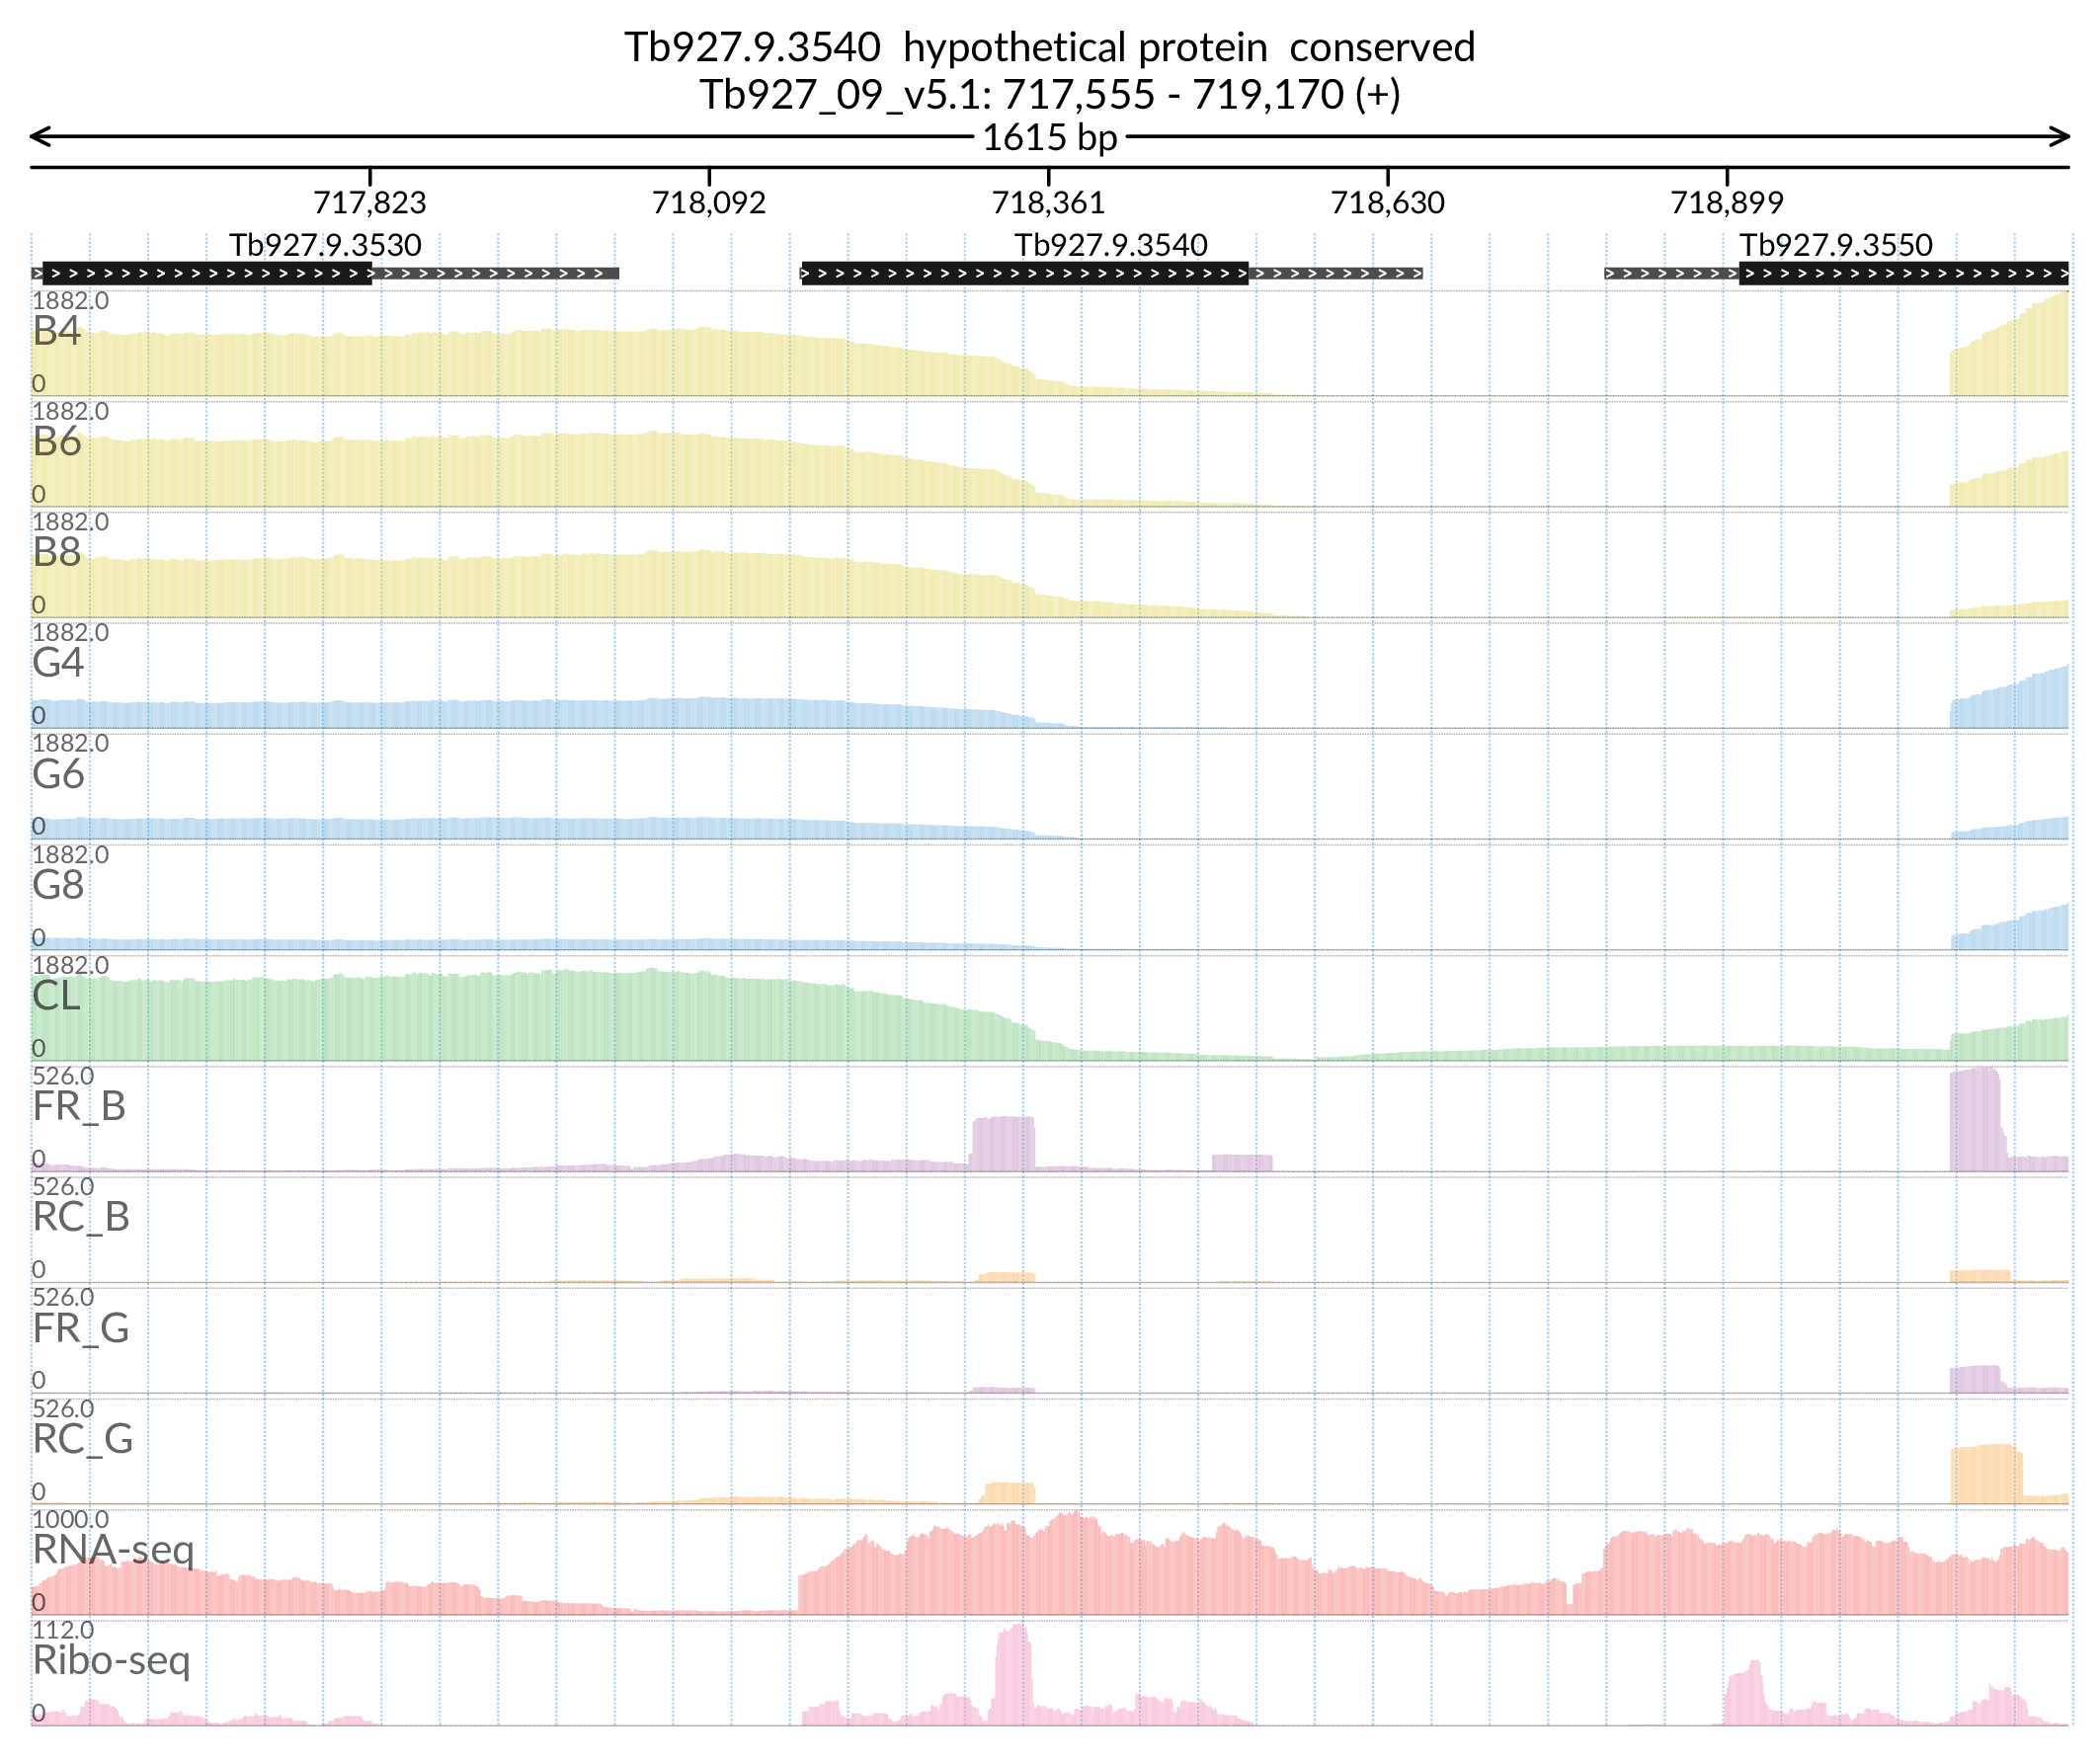 Tb927.9.3540  hypothetical protein  conserved
Tb927_09_v5.1: 717,555 - 719,170 (+)
1615 bp
717,823 718,092 718,361 718,630 718,899
Tb927.9.3530 Tb927.9.3540 Tb927.9.3550
1882.0
B4
0
1882.0
B6
0
1882.0
B8
0
1882.0
G4
0
1882.0
G6
0
1882.0
G8
0
1882.0
CL
0
526.0
FR_B
0
526.0
RC_B
0
526.0
FR_G
0
526.0
RC_G
0
1000.0
RNA-seq
0
112.0
Ribo-seq
0